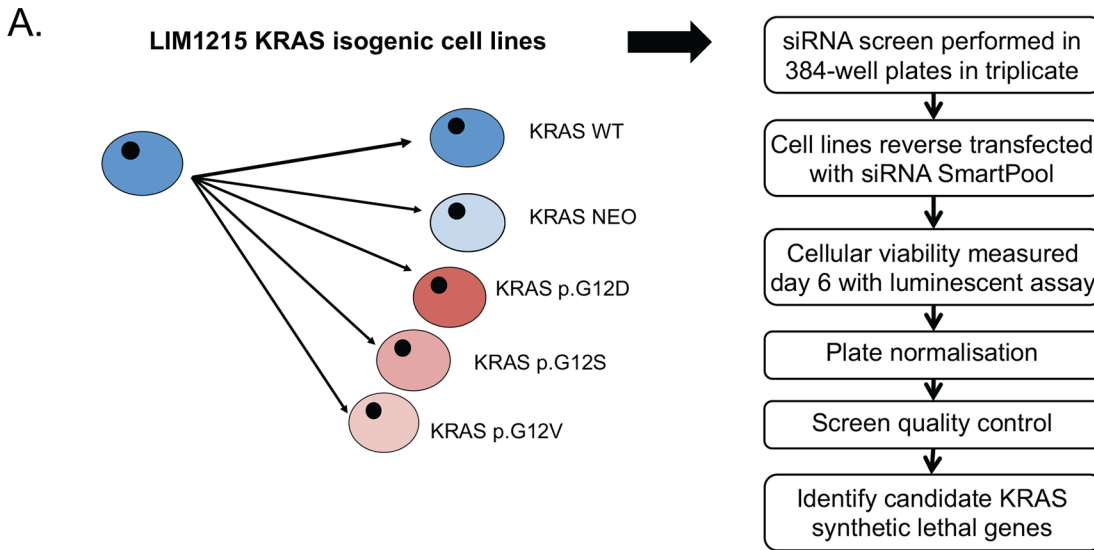 A.
LIM1215 KRAS isogenic cell lines
KRAS WT
KRAS NEO
KRAS p.G12D
KRAS p.G12S
KRAS p.G12V
siRNA screen performed in
384-well plates in triplicate
Cell lines reverse transfected
with siRNA SmartPool
Cellular viability measured
day 6 with luminescent assay
Plate normalisation
Screen quality control
Identify candidate KRAS
synthetic lethal genes